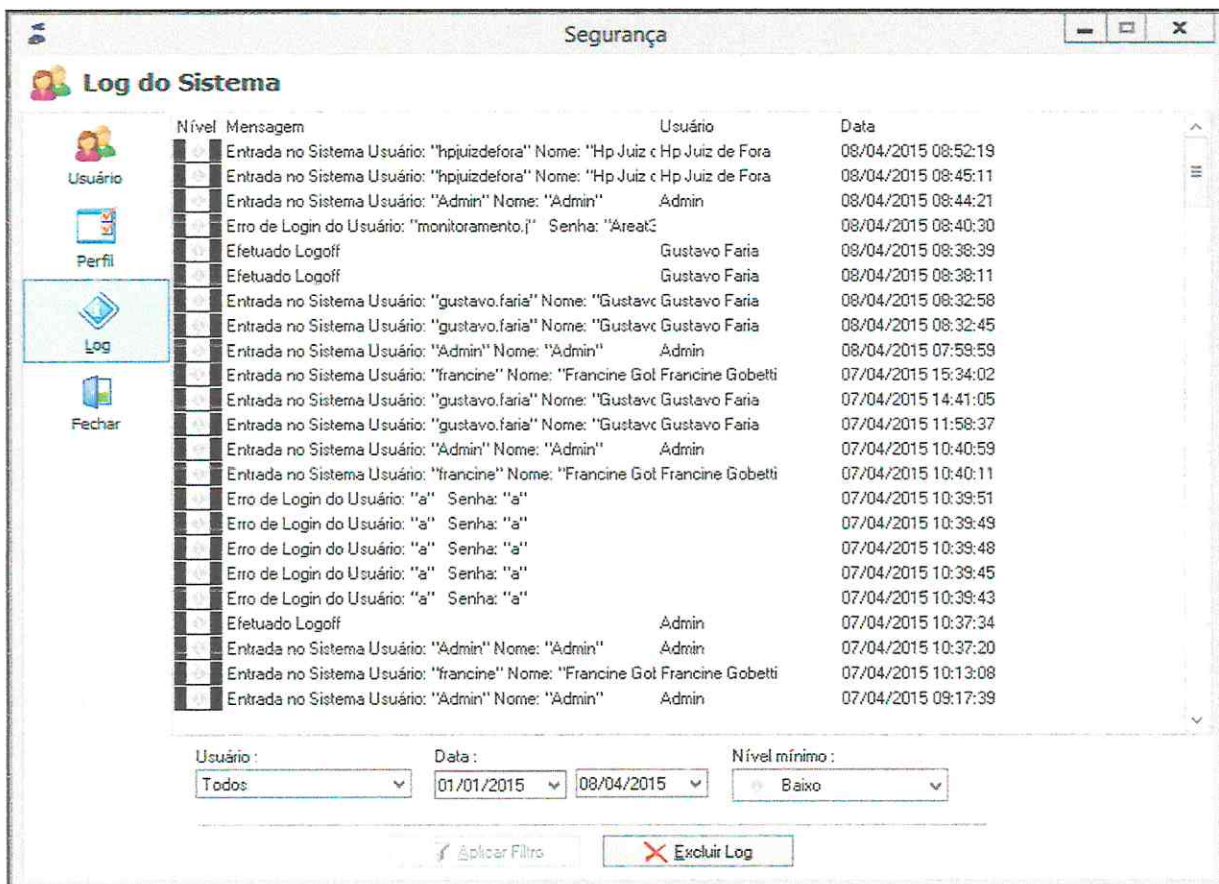 Segurança
Log do Sistema
Usuário
Perfil
Log
Fechar
Nível Mensagem Usuário Data
Entrada no Sistema Usuário: "hpjuizdefora" Nome: "Hp Juiz c Hp Juiz de Fora 08/04/2015 08:52:19
Entrada no Sistema Usuário: "hpjuizdefora" Nome: "Hp Juiz c Hp Juiz de Fora 08/04/2015 08:45:11
Entrada no Sistema Usuário: "Admin" Nome: "Admin" Admin 08/04/2015 08:44:21
Erro de Login do Usuário: "monitoramento.j" Senha: "Areat3 08/04/2015 08:40:30
Efetuado Logoff Gustavo Faria 08/04/2015 08:38:39
Efetuado Logoff Gustavo Faria 08/04/2015 08:38:11
Entrada no Sistema Usuário: "gustavo.faria" Nome: "Gustavc Gustavo Faria 08/04/2015 08:32:58
Entrada no Sistema Usuário: "gustavo.faria" Nome: "Gustavc Gustavo Faria 08/04/2015 08:32:45
Entrada no Sistema Usuário: "Admin" Nome: "Admin" Admin 08/04/2015 07:59:59
Entrada no Sistema Usuário: "francine" Nome: "Francine Gol Francine Gobetti 07/04/2015 15:34:02
Entrada no Sistema Usuário: "gustavo.faria" Nome: "Gustavc Gustavo Faria 07/04/2015 14:41:05
Entrada no Sistema Usuário: "gustavo.faria" Nome: "Gustavc Gustavo Faria 07/04/2015 11:58:37
Entrada no Sistema Usuário: "Admin" Nome: "Admin" Admin 07/04/2015 10:40:59
Entrada no Sistema Usuário: "francine" Nome: "Francine Gol Francine Gobetti 07/04/2015 10:40:11
Erro de Login do Usuário: "a" Senha: "a" 07/04/2015 10:39:51
Erro de Login do Usuário: "a" Senha: "a" 07/04/2015 10:39:49
Erro de Login do Usuário: "a" Senha: "a" 07/04/2015 10:39:48
Erro de Login do Usuário: "a" Senha: "a" 07/04/2015 10:39:45
Erro de Login do Usuário: "a" Senha: "a" 07/04/2015 10:39:43
Efetuado Logoff Admin 07/04/2015 10:37:34
Entrada no Sistema Usuário: "Admin" Nome: "Admin" Admin 07/04/2015 10:37:20
Entrada no Sistema Usuário: "francine" Nome: "Francine Gol Francine Gobetti 07/04/2015 10:13:08
Entrada no Sistema Usuário: "Admin" Nome: "Admin" Admin 07/04/2015 09:17:39
Usuário : Data : Nível mínimo :
Todos 01/01/2015 08/04/2015 Baixo
Aplicar Filtro Excluir Log